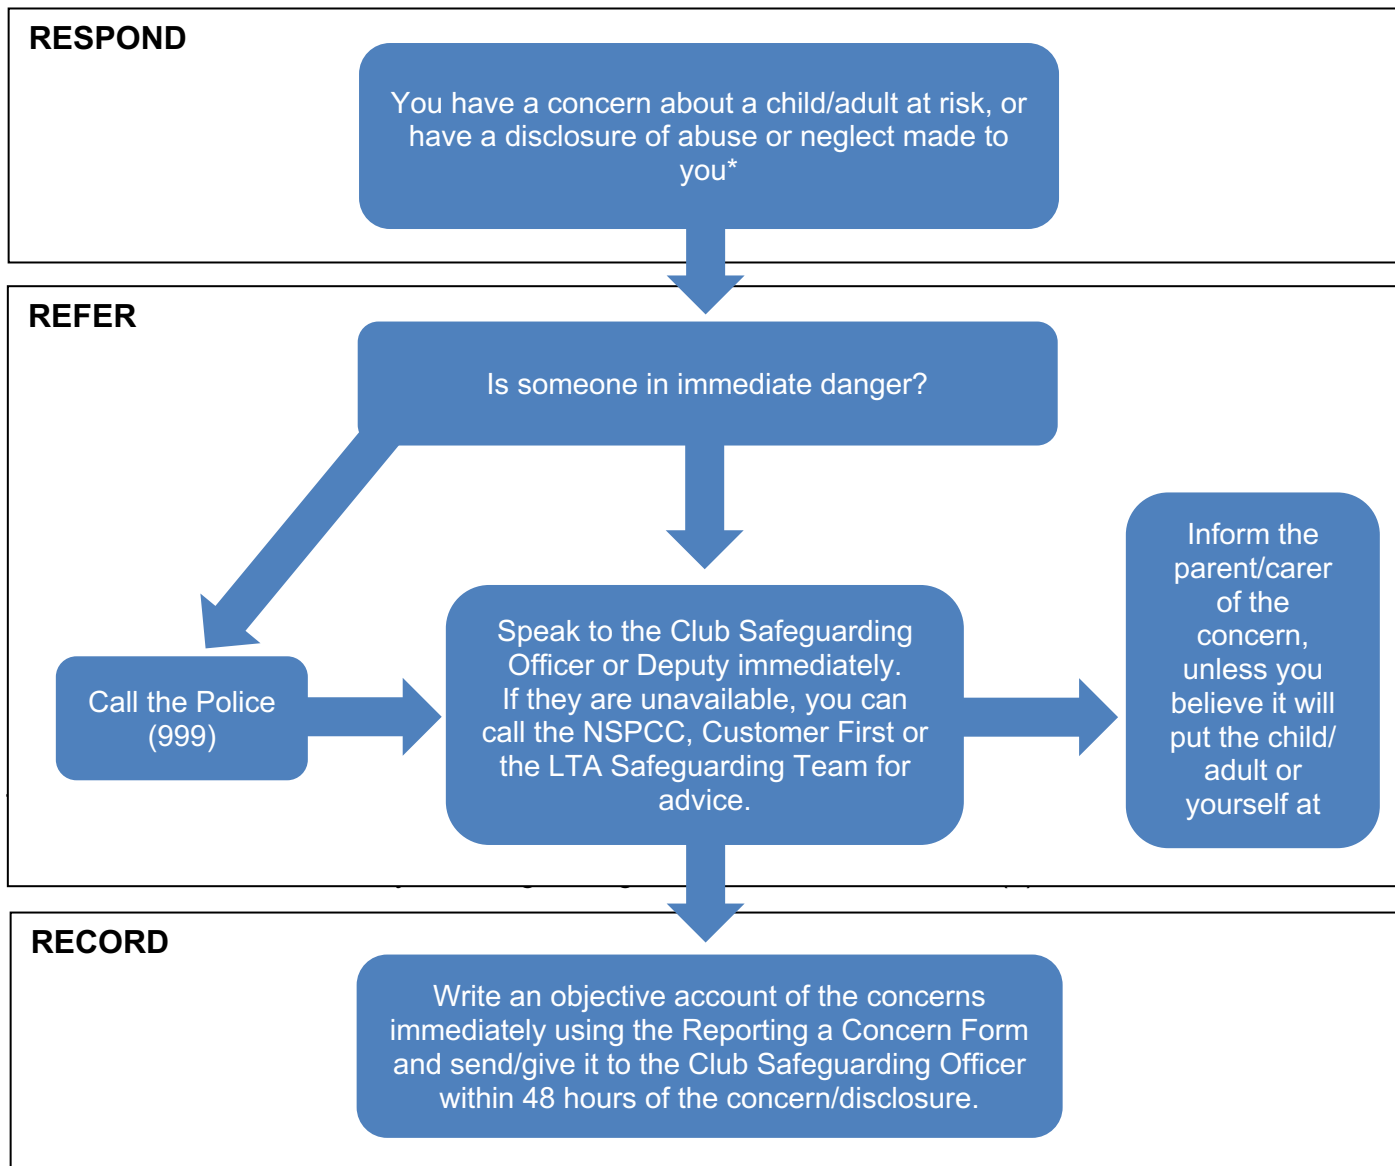 RESPOND
You have a concern about a child/adult at risk, or
have a disclosure of abuse or neglect made to
you*
REFER
Is someone in immediate danger?
Call the Police
(999)
Speak to the Club Safeguarding
Officer or Deputy immediately.
If they are unavailable, you can
call the NSPCC, Customer First or
the LTA Safeguarding Team for
advice.
Inform the
parent/carer
of the
concern,
unless you
believe it will
put the child/
adult or
yourself at
RECORD
Write an objective account of the concerns
immediately using the Reporting a Concern Form
and send/give it to the Club Safeguarding Officer
within 48 hours of the concern/disclosure.